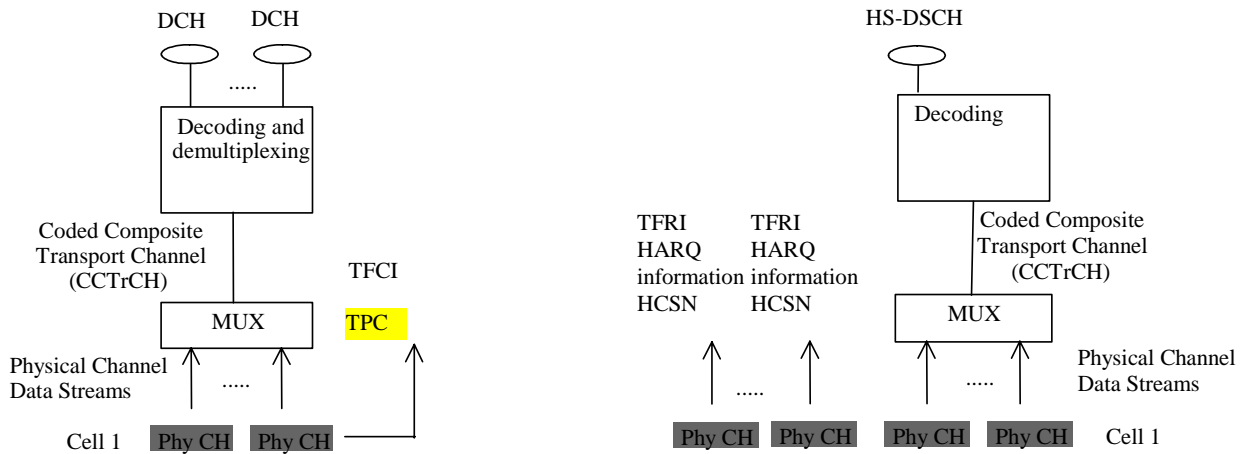 DCH
DCH
.....
Decoding and
demultiplexing
Coded Composite
Transport Channel
(CCTrCH)
TFCI
MUX
TPC
Physical Channel
Data Streams
.....
Cell 1
Phy CH
Phy CH
HS-DSCH
Decoding
TFRI
HARQ
information
HCSN
TFRI
HARQ
information
HCSN
Coded Composite
Transport Channel
(CCTrCH)
MUX
Physical Channel
Data Streams
.....
.....
Phy CH
Phy CH
Phy CH
Phy CH
Cell 1